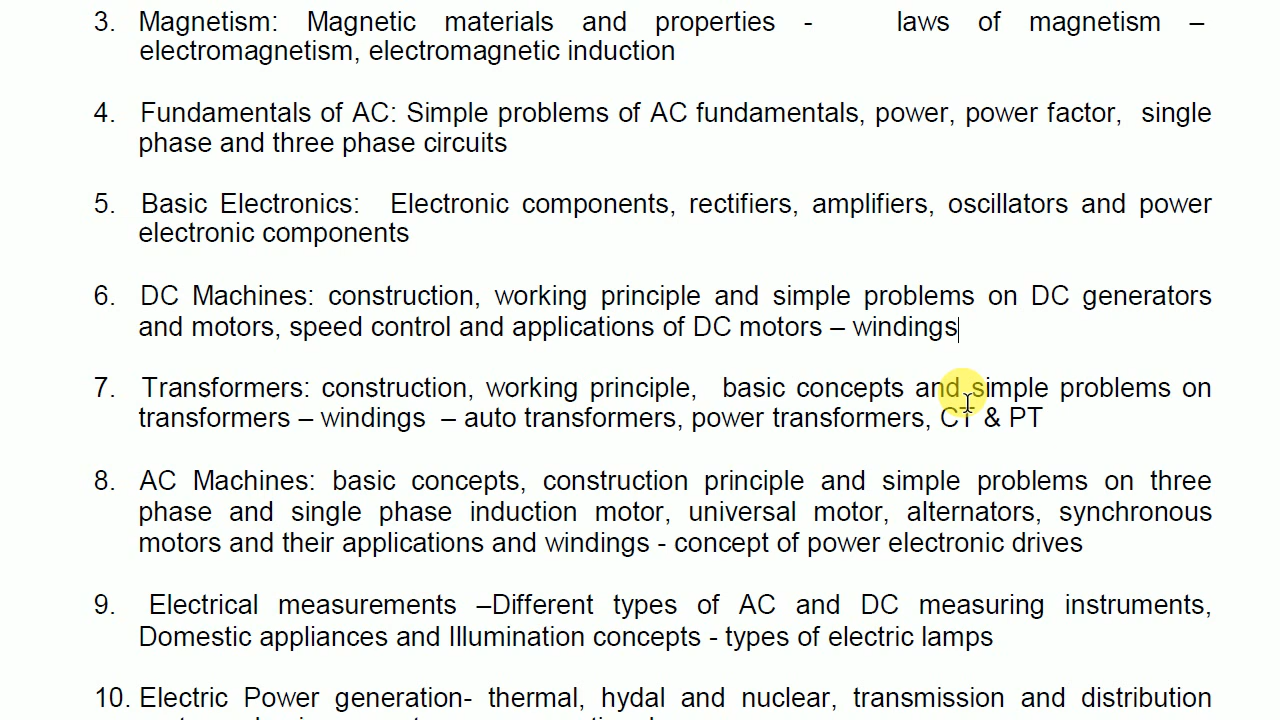 3. Magnetism: Magnetic materials and properties - laws of magnetism –
electromagnetism, electromagnetic induction
4. Fundamentals of AC: Simple problems of AC fundamentals, power, power factor, single
phase and three phase circuits
5. Basic Electronics: Electronic components, rectifiers, amplifiers, oscillators and power
electronic components
6. DC Machines: construction, working principle and simple problems on DC generators
and motors, speed control and applications of DC motors – windings
7. Transformers: construction, working principle, basic concepts and simple problems on
transformers – windings – auto transformers, power transformers, CT & PT
8. AC Machines: basic concepts, construction principle and simple problems on three
phase and single phase induction motor, universal motor, alternators, synchronous
motors and their applications and windings - concept of power electronic drives
9. Electrical measurements –Different types of AC and DC measuring instruments,
Domestic appliances and Illumination concepts - types of electric lamps
10. Electric Power generation- thermal, hydal and nuclear, transmission and distribution